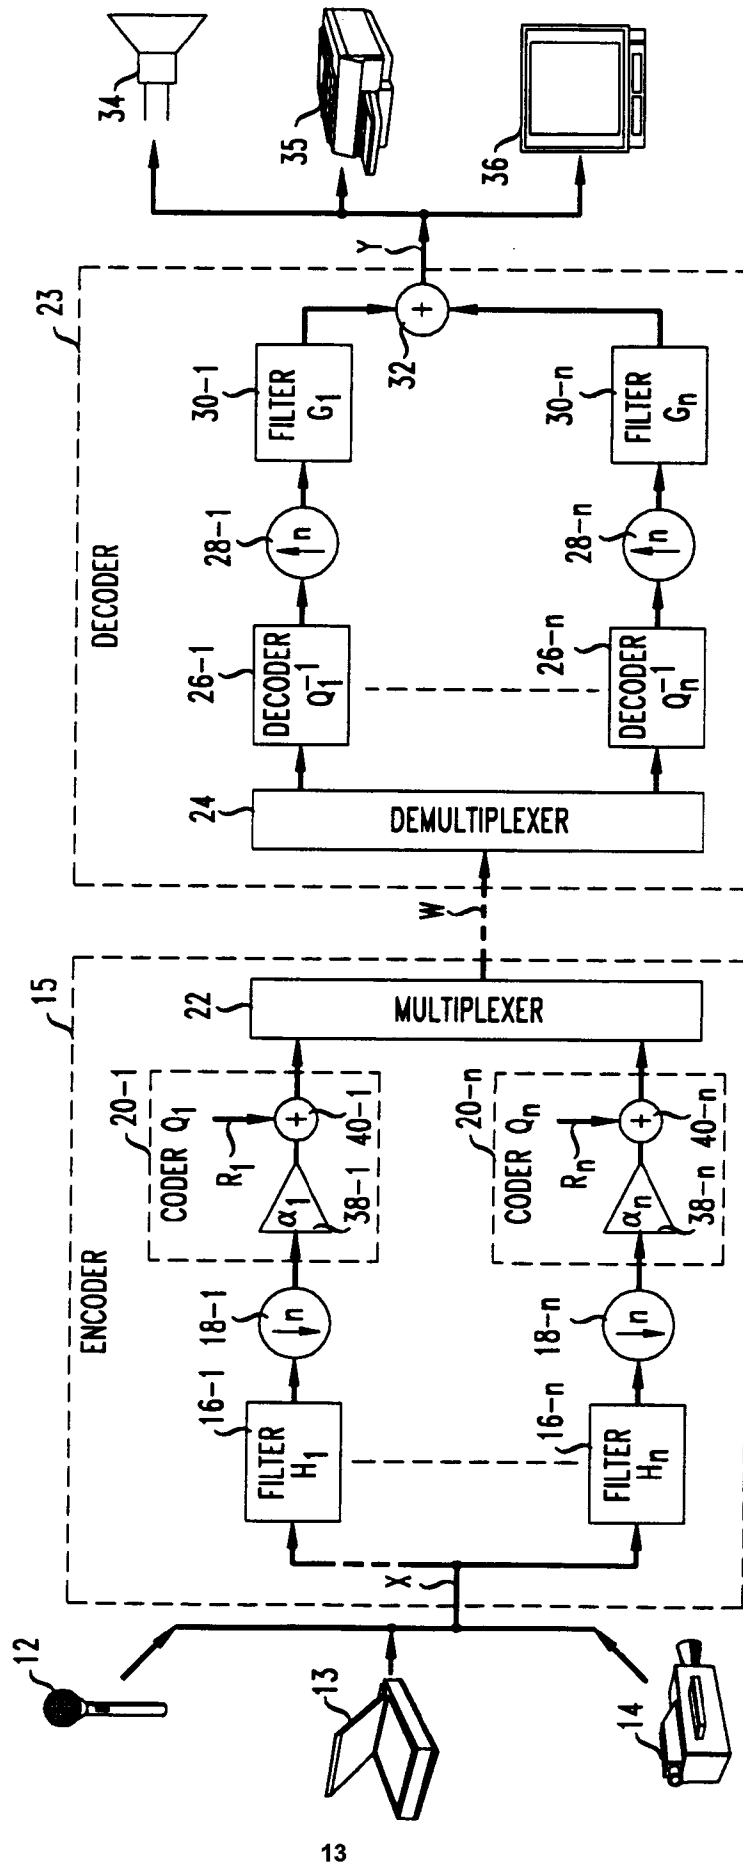 12
13
14
X
ENCODER
15
16-1
FILTER
H1
18-1
↓n
20-1
CODER Q1
α1
38-1
R1
+
40-1
16-n
FILTER
Hn
18-n
↓n
20-n
CODER Qn
αn
38-n
Rn
+
40-n
22
MULTIPLEXER
W
DECODER
23
24
DEMULTIPLEXER
26-1
DECODER
Q1^-1
28-1
↑n
30-1
FILTER
G1
26-n
DECODER
Qn^-1
28-n
↑n
30-n
FILTER
Gn
+
32
Y
34
35
36
13